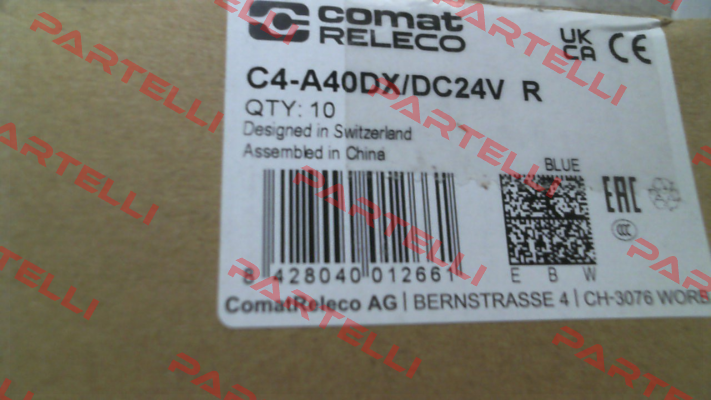 comat
RELECO
UK
CA CE
C4-A40DX/DC24V R
QTY: 10
Designed in Switzerland
Assembled in China
BLUE
EAC
CCC
8 428040 012661
E B W
ComatReleco AG | BERNSTRASSE 4 | CH-3076 WORB
PARTELLI
PARTELLI
PARTELLI
PARTELLI
PARTELLI
PARTELLI
PARTELLI